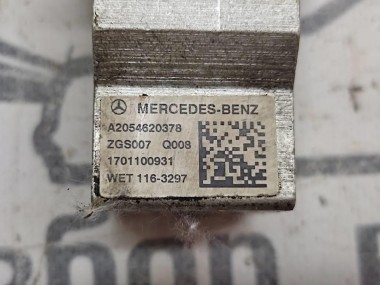 MERCEDES-BENZ
A2054620378
ZGS007 Q008
1701100931
WET 116-3297